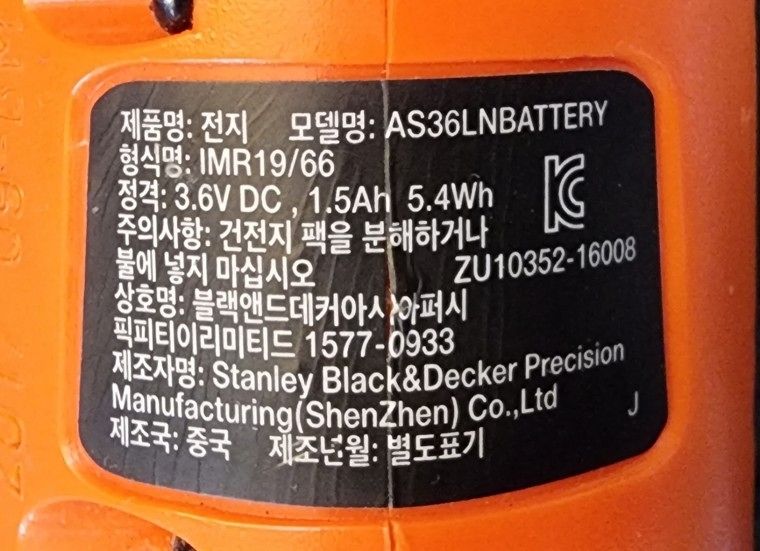 제품명: 전지 모델명: AS36LNBATTERY
형식명: IMR19/66
정격: 3.6V DC , 1.5Ah 5.4Wh
주의사항: 건전지 팩을 분해하거나
불에 넣지 마십시오 ZU10352-16008
상호명: 블랙앤드데커아시아퍼시
픽피티이리미티드 1577-0933
제조자명: Stanley Black&Decker Precision
Manufacturing(ShenZhen) Co.,Ltd J
제조국: 중국 제조년월: 별도표기